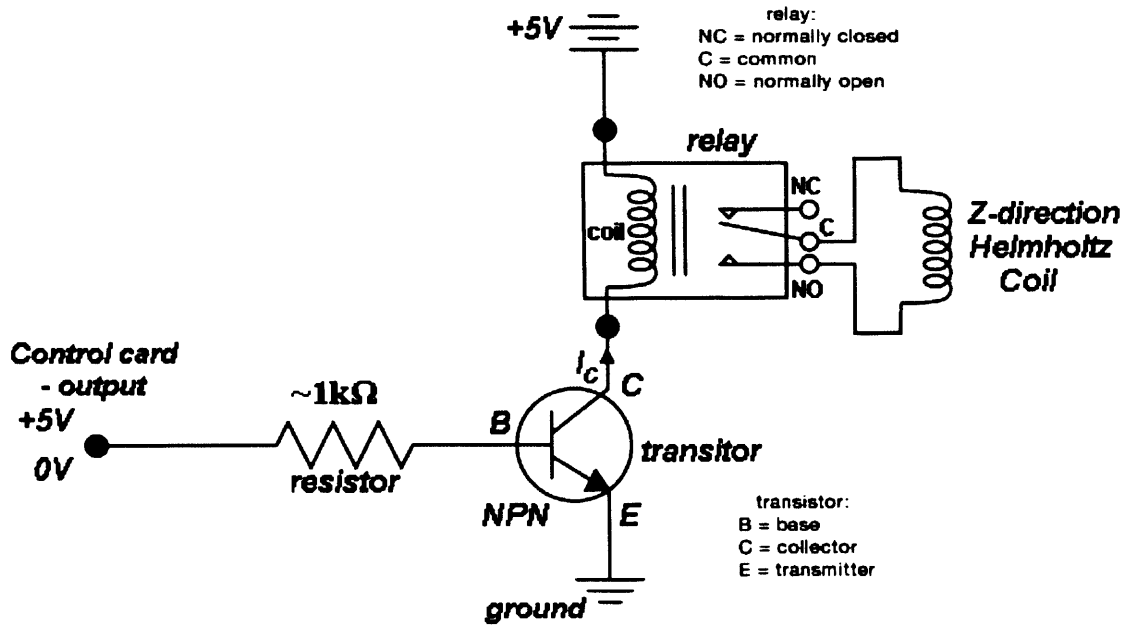 +5V
relay:
NC = normally closed
C = common
NO = normally open
relay
NC
coil
C
NO
Z-direction
Helmholtz
Coil
Control card
- output
+5V
0V
~1kΩ
resistor
I_C
C
B
transitor
NPN
E
transistor:
B = base
C = collector
E = transmitter
ground